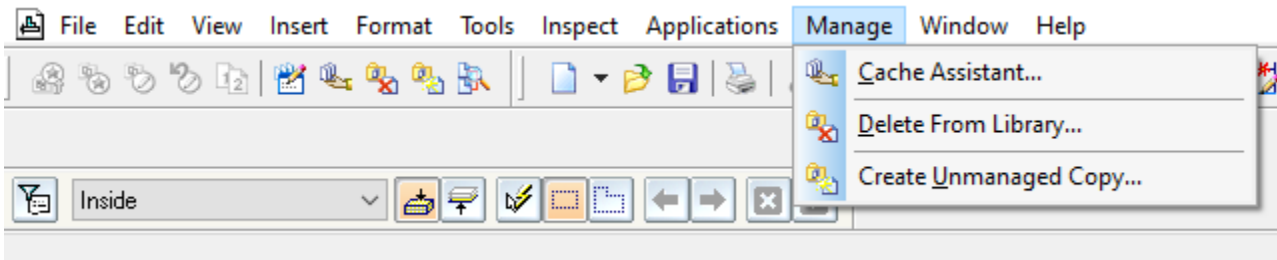 File Edit View Insert Format Tools Inspect Applications Manage Window Help
Cache Assistant...
Delete From Library...
Create Unmanaged Copy...
Inside